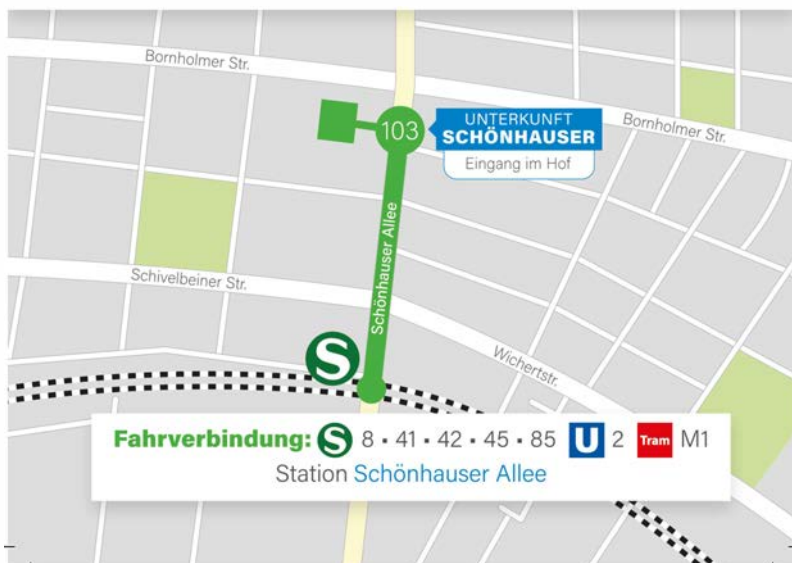 Bornholmer Str.
103
UNTERKUNFT
SCHÖNHAUSER
Eingang im Hof
Bornholmer Str.
Schönhauser Allee
Schivelbeiner Str.
S
Wichertstr.
Fahrverbindung: S 8 • 41 • 42 • 45 • 85 U 2 Tram M1
Station Schönhauser Allee